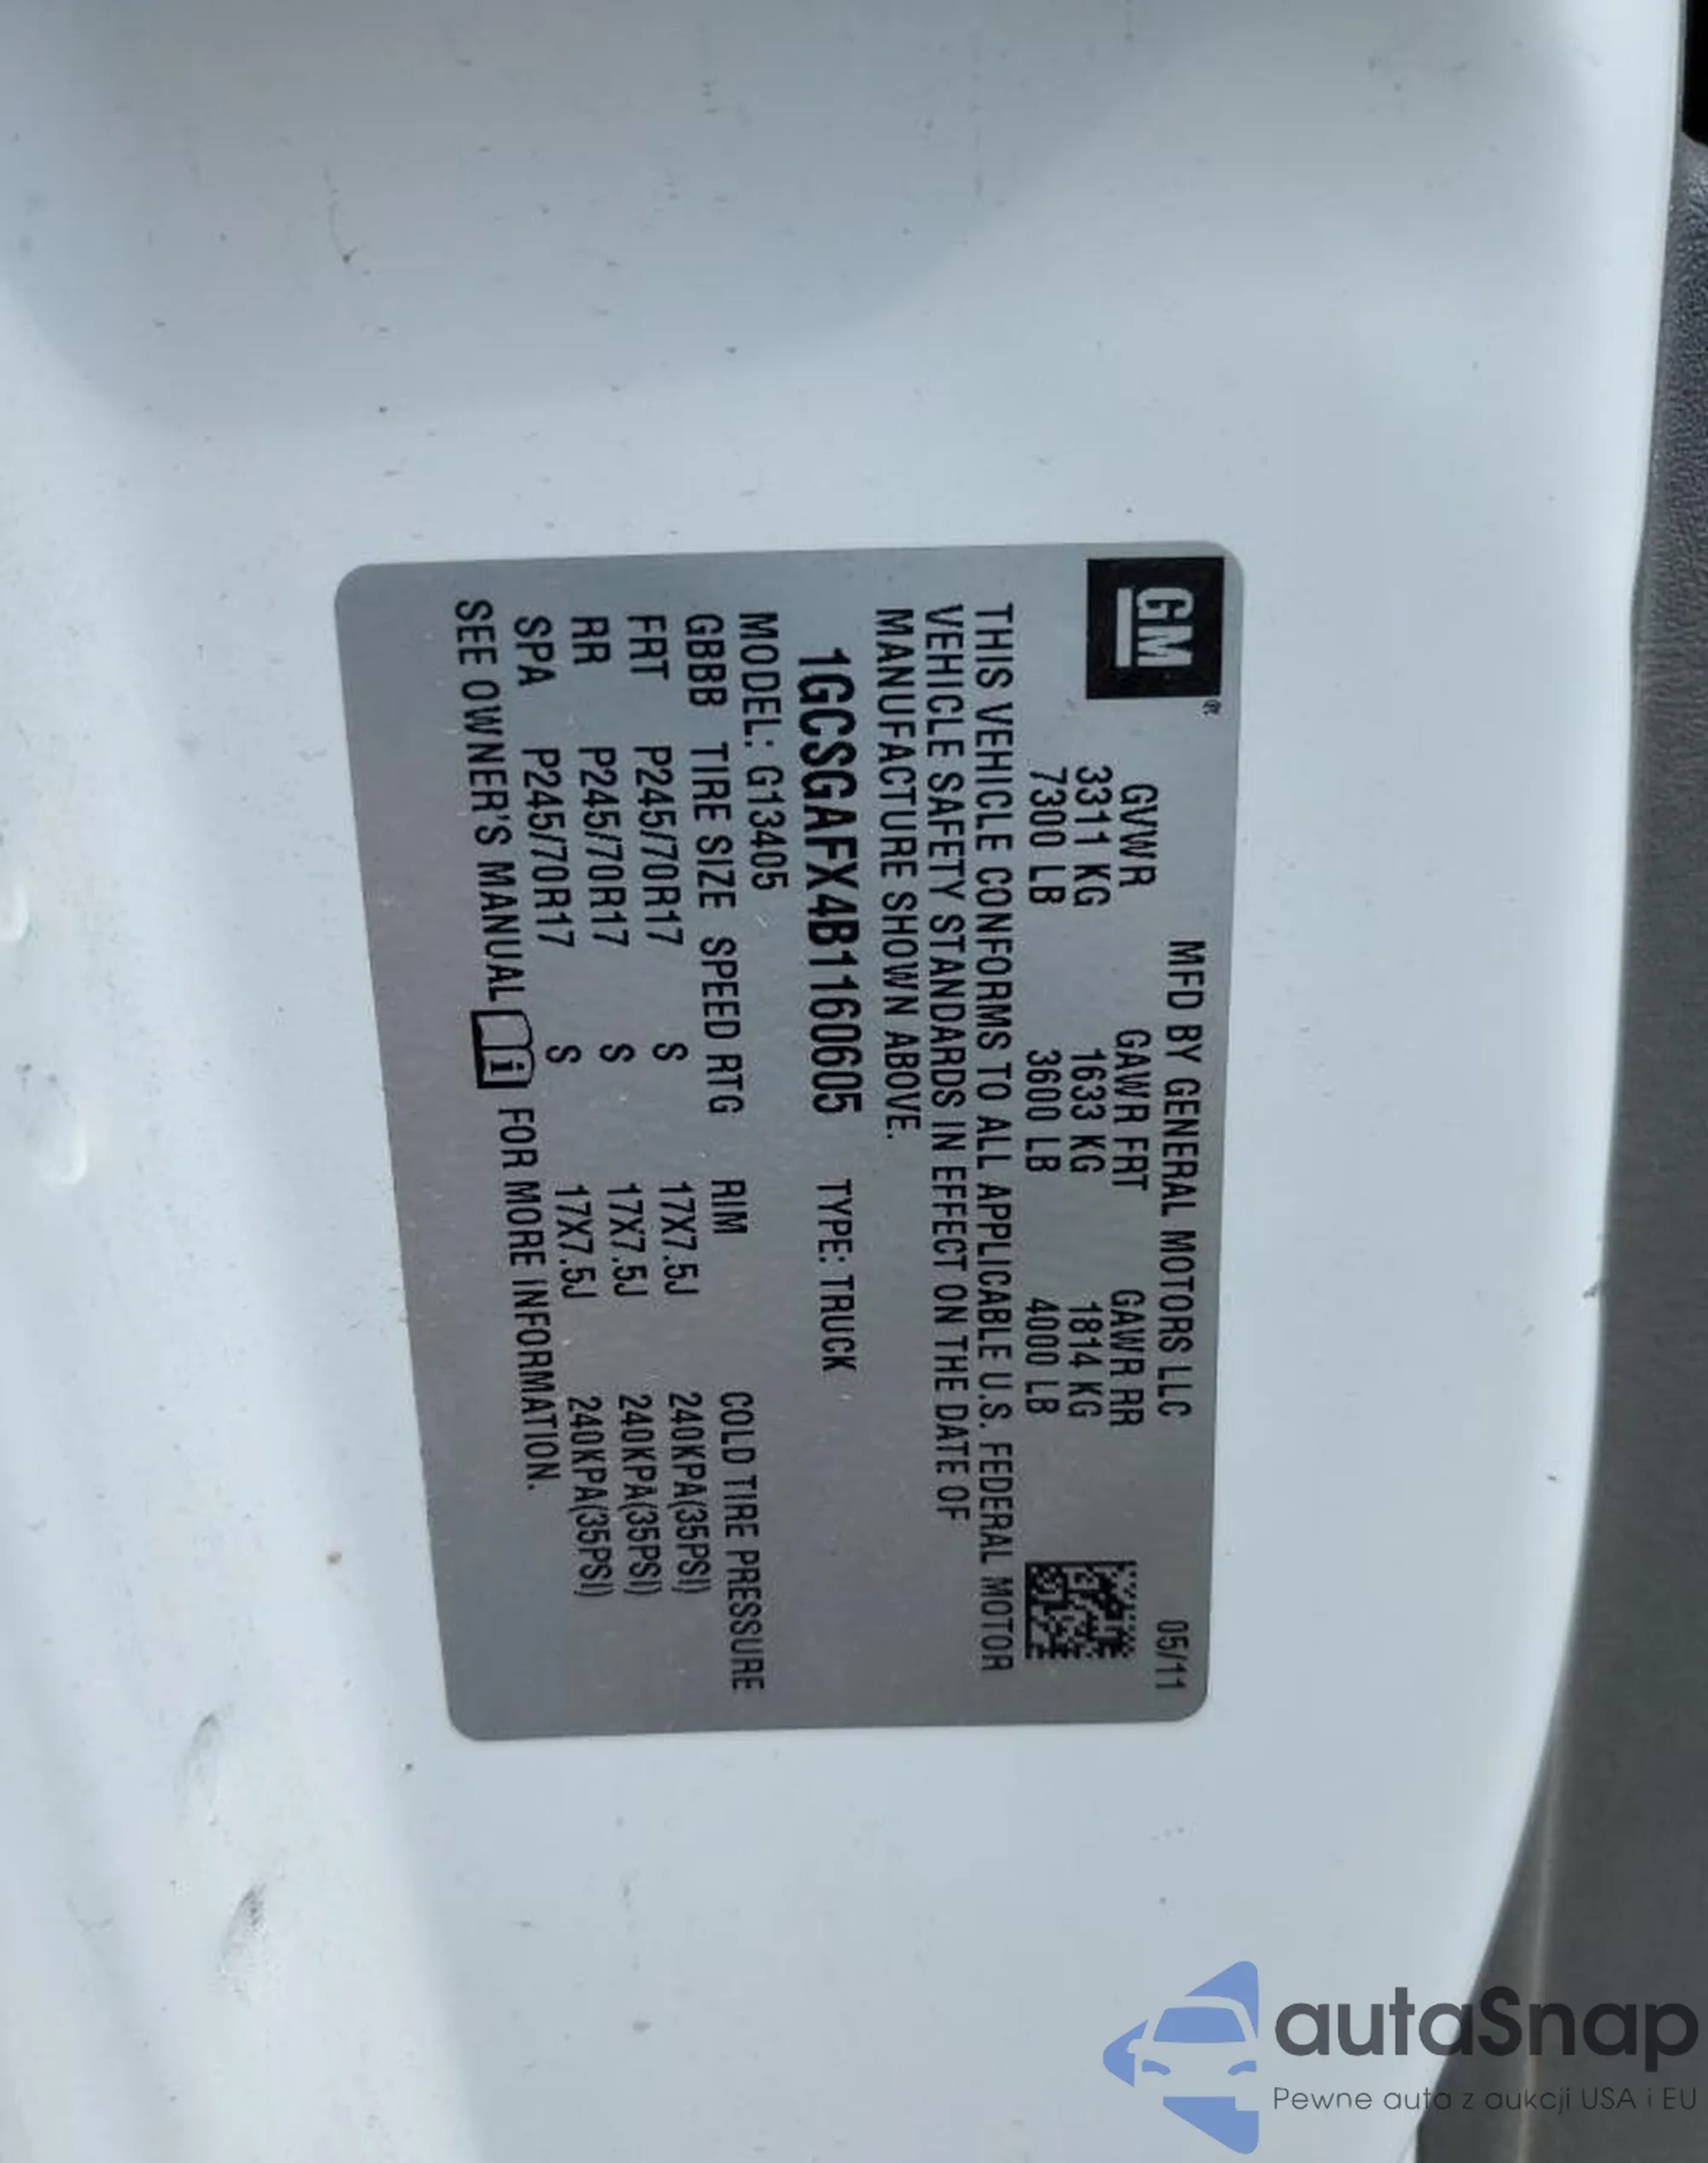 GM®
MFD BY GENERAL MOTORS LLC 05/11
GVWR GAWR FRT GAWR RR
3311 KG 1633 KG 1814 KG
7300 LB 3600 LB 4000 LB
THIS VEHICLE CONFORMS TO ALL APPLICABLE U.S. FEDERAL MOTOR
VEHICLE SAFETY STANDARDS IN EFFECT ON THE DATE OF
MANUFACTURE SHOWN ABOVE.
1GCSGAFX4B1160605 TYPE: TRUCK
MODEL: G13405
GBBB TIRE SIZE SPEED RTG RIM COLD TIRE PRESSURE
FRT P245/70R17 S 17X7.5J 240KPA(35PSI)
RR P245/70R17 S 17X7.5J 240KPA(35PSI)
SPA P245/70R17 S 17X7.5J 240KPA(35PSI)
SEE OWNER'S MANUAL i FOR MORE INFORMATION.
autaSnap
Pewne auta z aukcji USA i EU